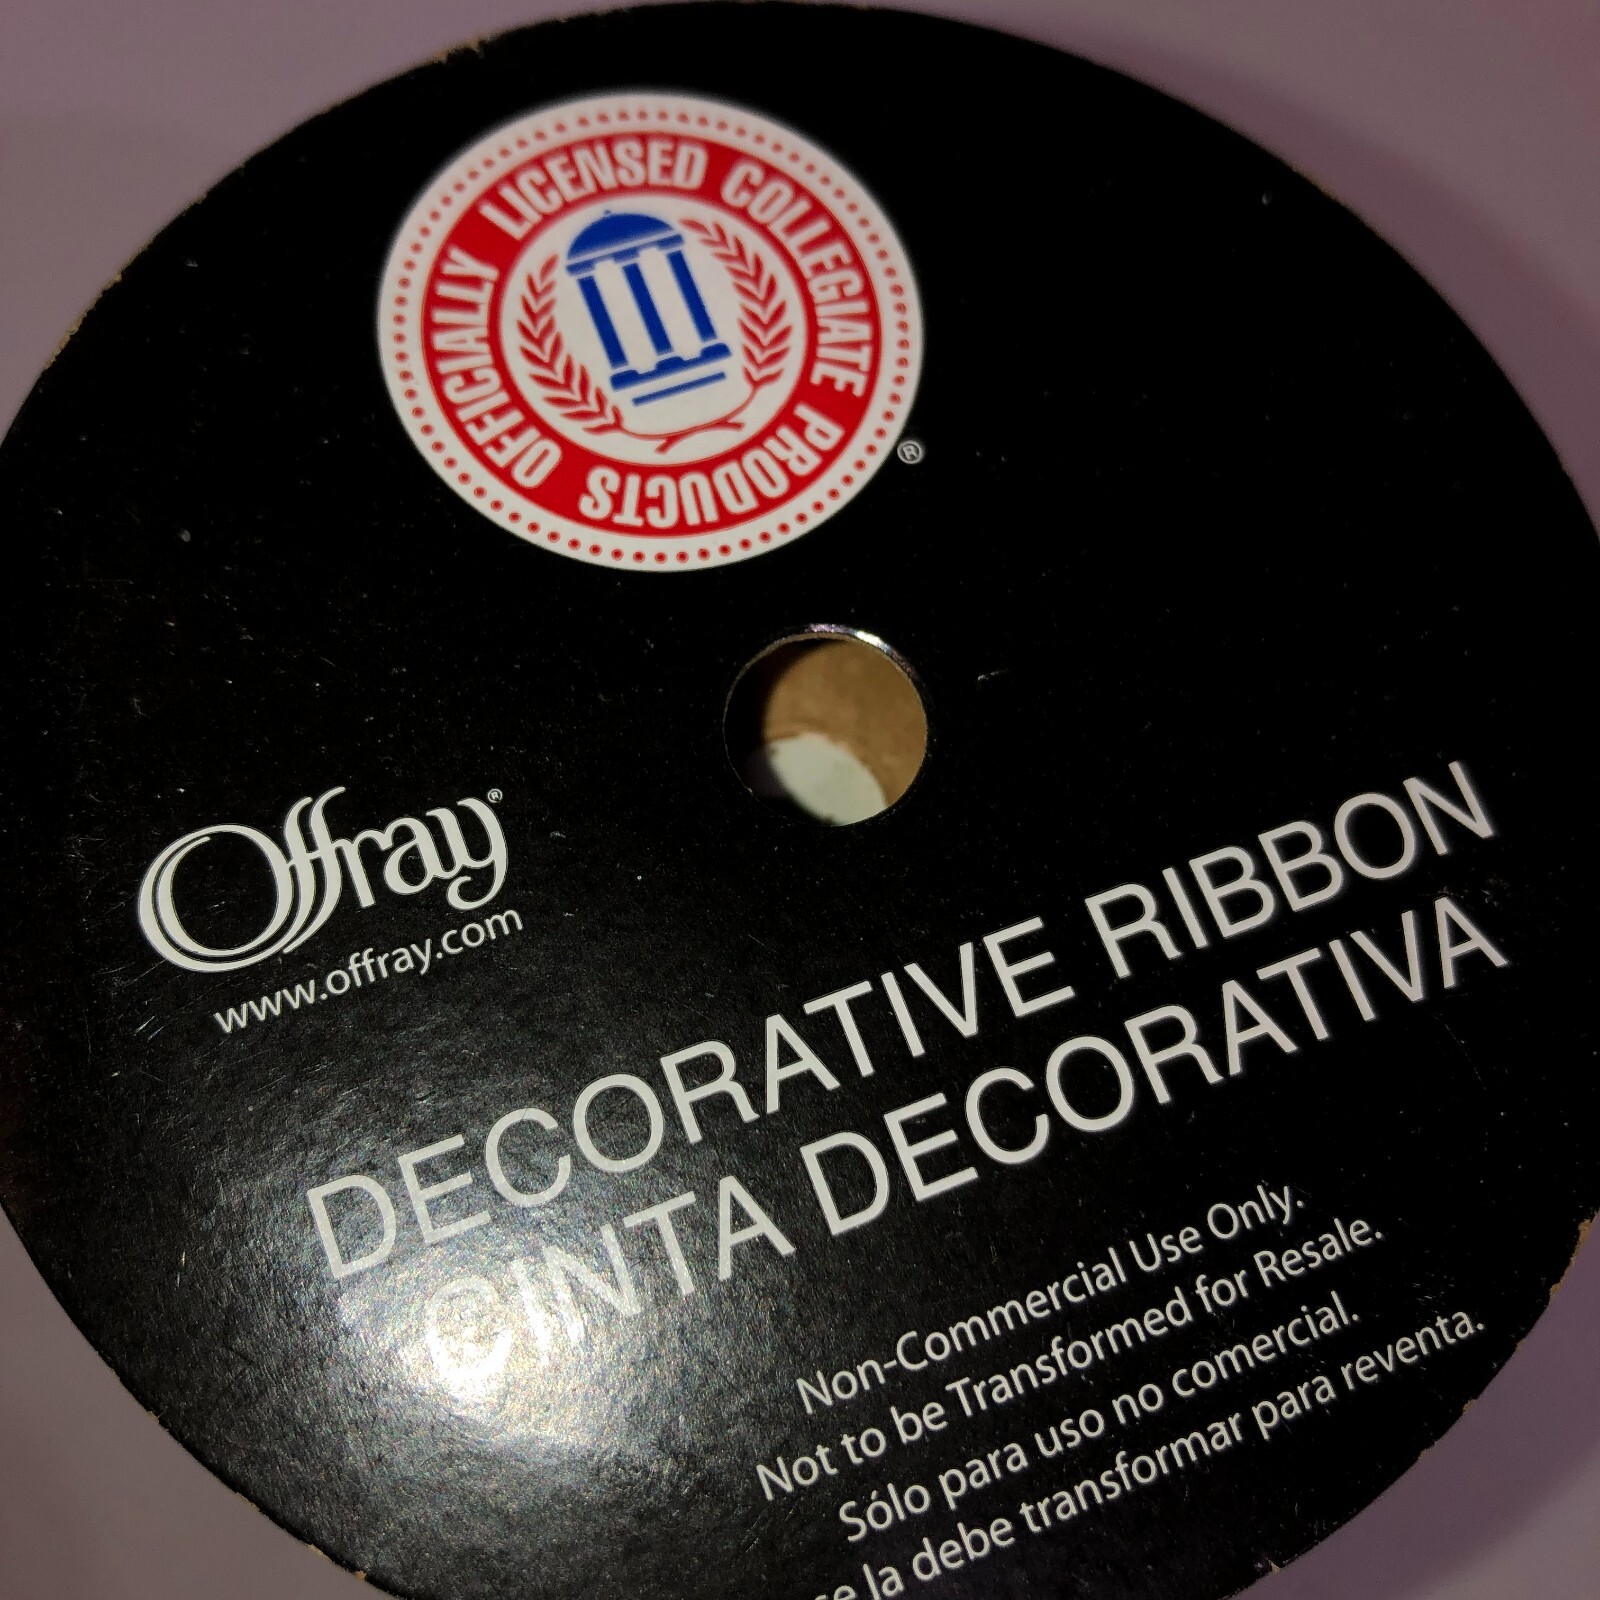 OFFICIALLY LICENSED COLLEGIATE PRODUCTS
®
Offray®
www.offray.com
DECORATIVE RIBBON
CINTA DECORATIVA
Non-Commercial Use Only.
Not to be Transformed for Resale.
Sólo para uso no comercial.
se la debe transformar para reventa.